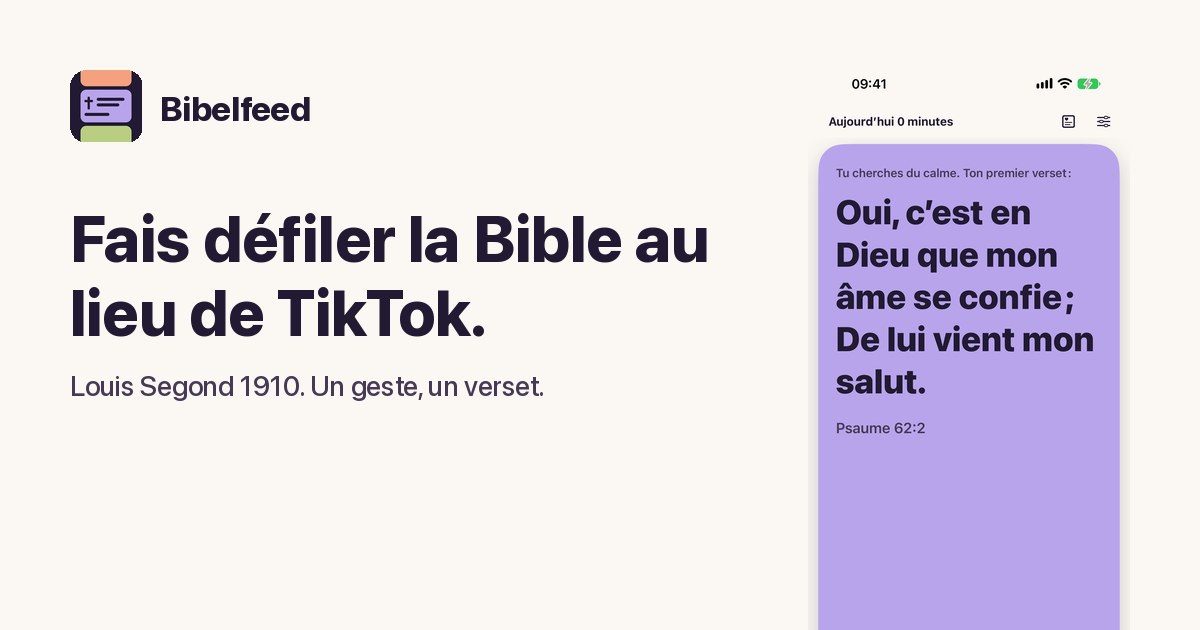 Bibelfeed
Fais défiler la Bible au
lieu de TikTok.
Louis Segond 1910. Un geste, un verset.
09:41
Aujourd’hui 0 minutes
Tu cherches du calme. Ton premier verset :
Oui, c’est en
Dieu que mon
âme se confie ;
De lui vient mon
salut.
Psaume 62:2